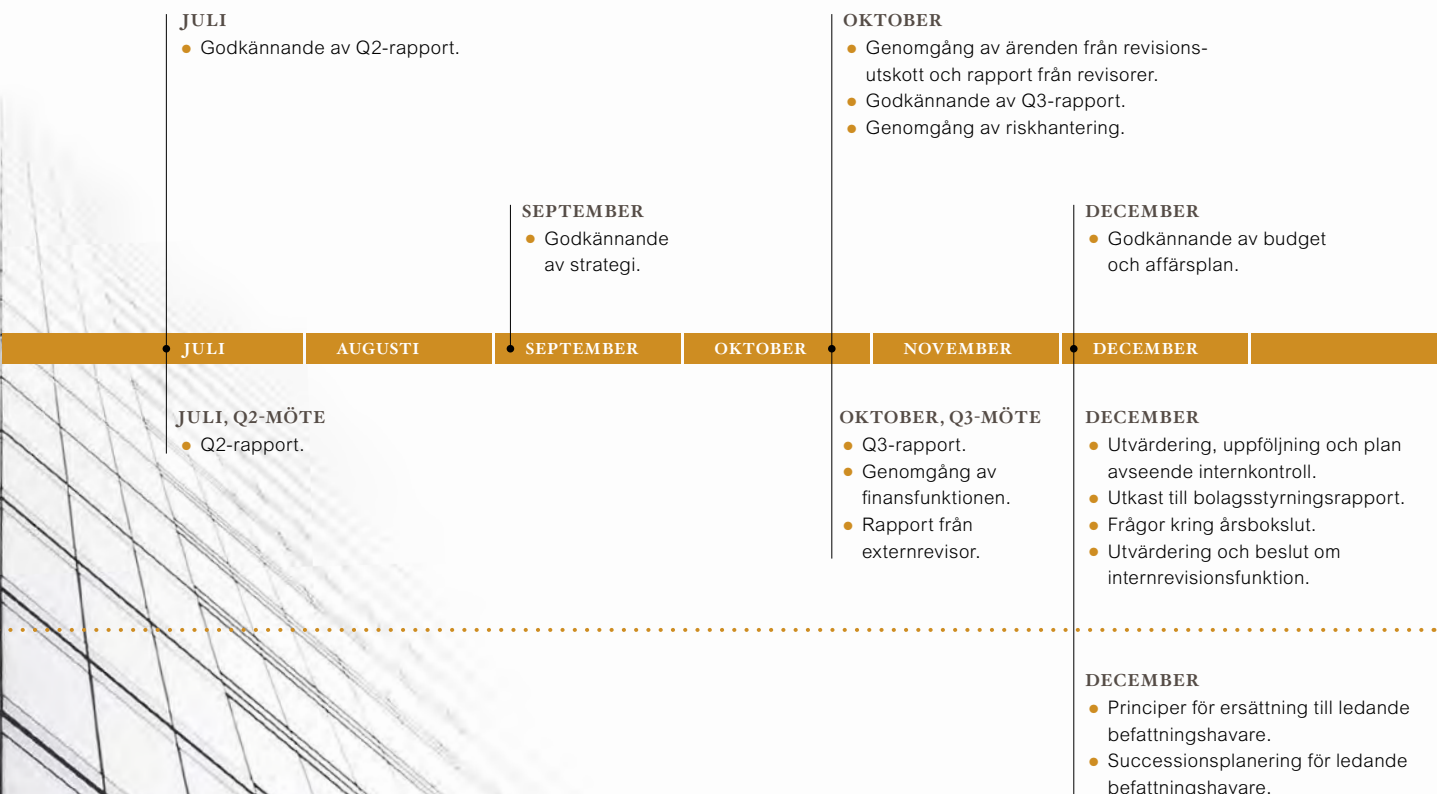 JULI
Godkännande av Q2-rapport.
OKTOBER
Genomgång av ärenden från revisions-
utskott och rapport från revisorer.
Godkännande av Q3-rapport.
Genomgång av riskhantering.
SEPTEMBER
Godkännande
av strategi.
DECEMBER
Godkännande av budget
och affärsplan.
JULI
AUGUSTI
SEPTEMBER
OKTOBER
NOVEMBER
DECEMBER
JULI, Q2-MÖTE
Q2-rapport.
OKTOBER, Q3-MÖTE
Q3-rapport.
Genomgång av
finansfunktionen.
Rapport från
externrevisor.
DECEMBER
Utvärdering, uppföljning och plan
avseende internkontroll.
Utkast till bolagsstyrningsrapport.
Frågor kring årsbokslut.
Utvärdering och beslut om
internrevisionsfunktion.
DECEMBER
Principer för ersättning till ledande
befattningshavare.
Successionsplanering för ledande
befattningshavare.